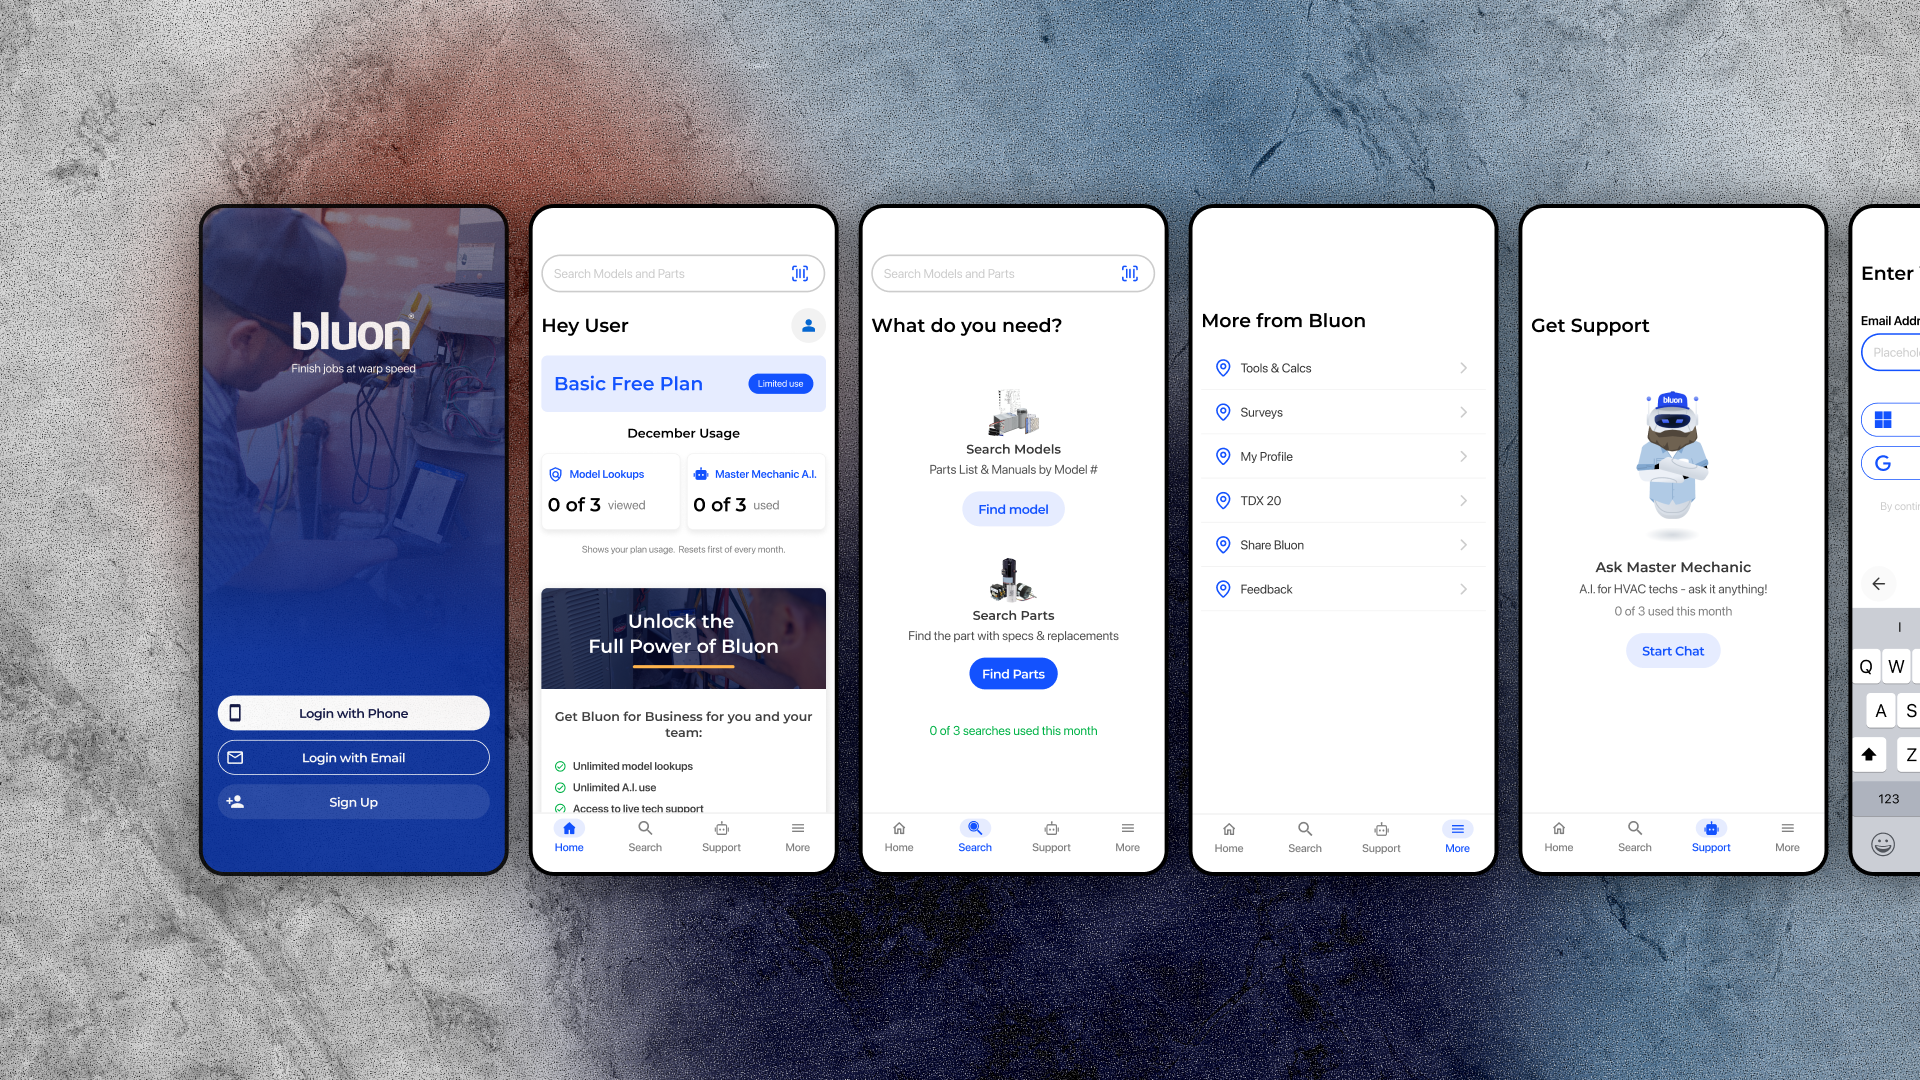 bluon®
Finish jobs at warp speed
Login with Phone
Login with Email
Sign Up
Search Models and Parts
Hey User
Basic Free Plan
Limited use
December Usage
Model Lookups
0 of 3 viewed
Master Mechanic A.I.
0 of 3 used
Shows your plan usage. Resets first of every month.
Unlock the
Full Power of Bluon
Get Bluon for Business for you and your
team:
Unlimited model lookups
Unlimited A.I. use
Access to live tech support
Home
Search
Support
More
Search Models and Parts
What do you need?
Search Models
Parts List & Manuals by Model #
Find model
Search Parts
Find the part with specs & replacements
Find Parts
0 of 3 searches used this month
Home
Search
Support
More
More from Bluon
Tools & Calcs
Surveys
My Profile
TDX 20
Share Bluon
Feedback
Home
Search
Support
More
Get Support
bluon
Ask Master Mechanic
A.I. for HVAC techs - ask it anything!
0 of 3 used this month
Start Chat
Home
Search
Support
More
Enter
Email Addr
Placehol
G
By contin
I
Q W
A S
Z
123